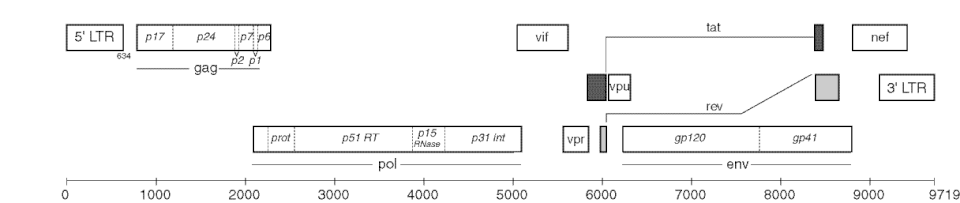 5' LTR p17 p24 p7 p6 vif tat nef
634 p2 p1
gag
vpu 3' LTR
rev
prot p51 RT p15 RNase p31 int vpr gp120 gp41
pol env
0 1000 2000 3000 4000 5000 6000 7000 8000 9000 9719